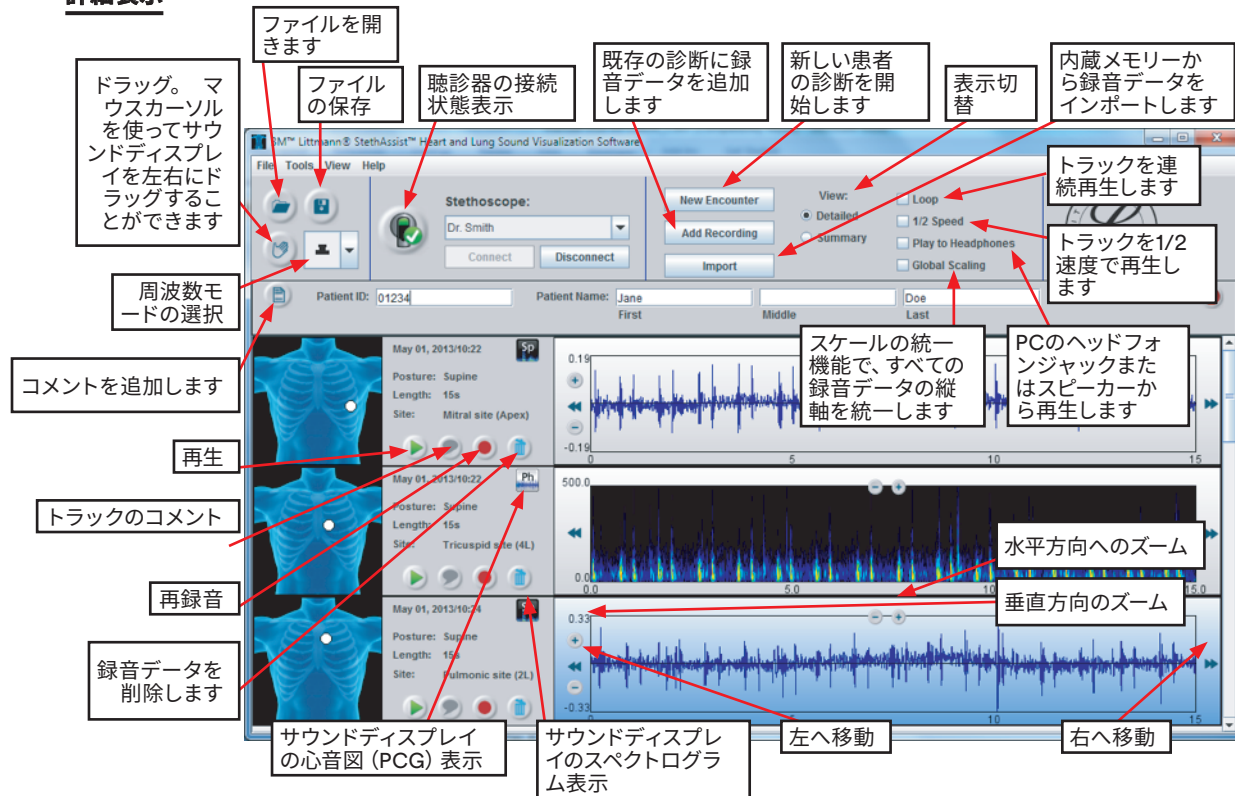 詳細表示
ファイルを開
きます
ドラッグ。 マ
ウスカーソル
を使ってサウ
ンドディスプレ
イを左右にド
ラッグするこ
とができます
ファイル
の保存
聴診器の接続
状態表示
既存の診断に録
音データを追加
します
新しい患者
の診断を開
始します
表示切
替
内蔵メモリーか
ら録音データを
インポートします
3M™ Littmann® StethAssist™ Heart and Lung Sound Visualization Software
File Tools View Help
Stethoscope:
Dr. Smith
Connect
Disconnect
New Encounter
Add Recording
Import
View:
Detailed
Summary
Loop
1/2 Speed
Play to Headphones
Global Scaling
トラックを連
続再生します
トラックを1/2
速度で再生し
ます
周波数モ
ードの選択
Patient ID: 01234
Patient Name: Jane
Doe
First
Middle
Last
コメントを追加します
スケールの統一
機能で、すべての
録音データの縦
軸を統一します
PCのヘッドフォ
ンジャックまた
はスピーカーか
ら再生します
May 01, 2013/10:22
Sp
Posture: Supine
Length: 15s
Site: Mitral site (Apex)
0.19
-0.19
0
5
10
15
再生
May 01, 2013/10:22
Ph
Posture: Supine
Length: 15s
Site: Tricuspid site (4L)
500.0
0.0
0.0
5.0
10
15.0
トラックのコメント
再録音
水平方向へのズーム
垂直方向のズーム
May 01, 2013/10:24
Posture: Supine
Length: 15s
Site: Pulmonic site (2L)
0.33
-0.33
0
10
15
録音データを
削除します
サウンドディスプレイ
の心音図（PCG）表示
サウンドディスプレ
イのスペクトログラ
ム表示
左へ移動
右へ移動